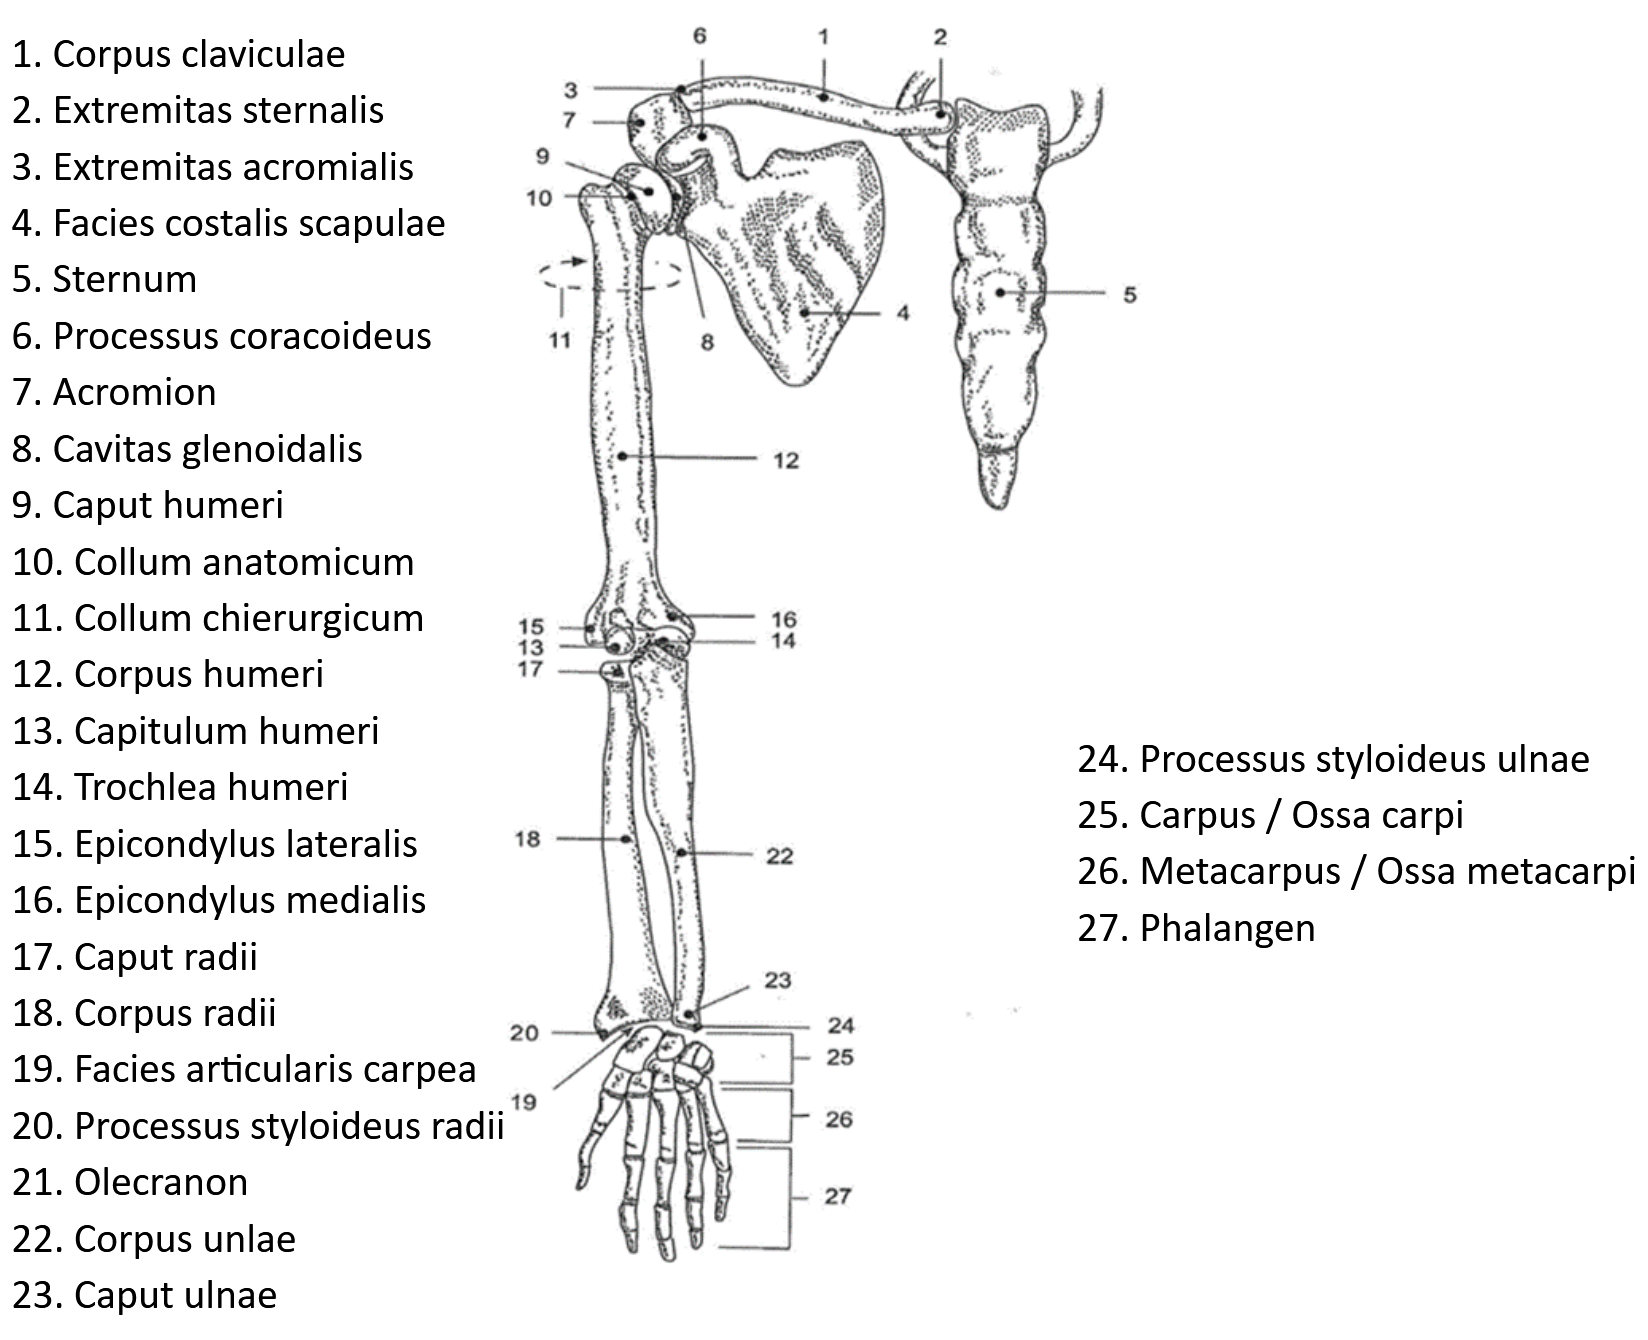 1. Corpus claviculae
2. Extremitas sternalis
3. Extremitas acromialis
4. Facies costalis scapulae
5. Sternum
6. Processus coracoideus
7. Acromion
8. Cavitas glenoidalis
9. Caput humeri
10. Collum anatomicum
11. Collum chierurgicum
12. Corpus humeri
13. Capitulum humeri
14. Trochlea humeri
15. Epicondylus lateralis
16. Epicondylus medialis
17. Caput radii
18. Corpus radii
19. Facies articularis carpea
20. Processus styloideus radii
21. Olecranon
22. Corpus unlae
23. Caput ulnae
6 1 2
3
7
9
10
5
4
11 8
12
15 16
13 14
17
18
22
23
20 24
25
19
26
27
24. Processus styloideus ulnae
25. Carpus / Ossa carpi
26. Metacarpus / Ossa metacarpi
27. Phalangen